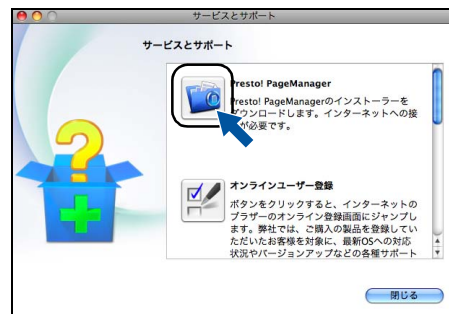 サービスとサポート
サービスとサポート
Presto! PageManager
Presto! PageManagerのインストーラーを
ダウンロードします。インターネットへの接
が必要です。
オンラインユーザー登録
ボタンをクリックすると、インターネットの
ブラザーのオンライン登録画面にジャンプし
ます。弊社では、ご購入の製品を登録してい
ただいたお客様を対象に、最新OSへの対応
状況やバージョンアップなどの各種サポート
閉じる